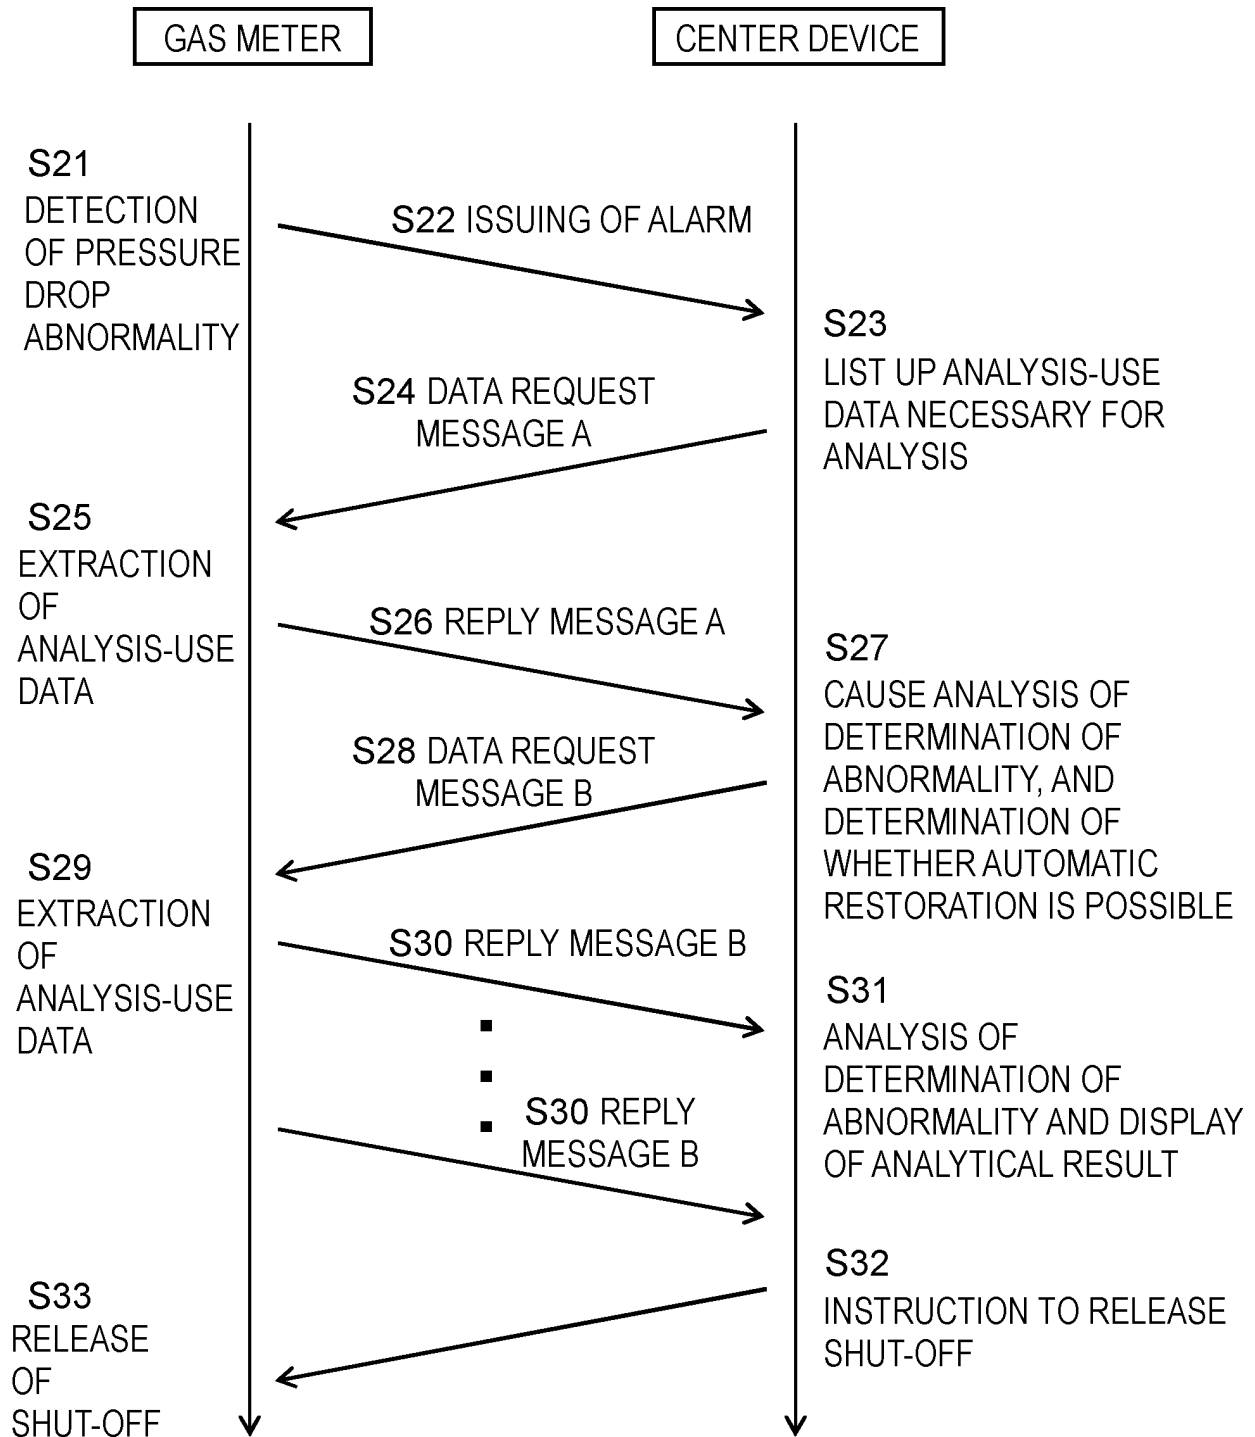 GAS METER
CENTER DEVICE
S21
DETECTION
OF PRESSURE
DROP
ABNORMALITY
S22 ISSUING OF ALARM
S23
LIST UP ANALYSIS-USE
DATA NECESSARY FOR
ANALYSIS
S24 DATA REQUEST
MESSAGE A
S25
EXTRACTION
OF
ANALYSIS-USE
DATA
S26 REPLY MESSAGE A
S27
CAUSE ANALYSIS OF
DETERMINATION OF
ABNORMALITY, AND
DETERMINATION OF
WHETHER AUTOMATIC
RESTORATION IS POSSIBLE
S28 DATA REQUEST
MESSAGE B
S29
EXTRACTION
OF
ANALYSIS-USE
DATA
S30 REPLY MESSAGE B
S31
ANALYSIS OF
DETERMINATION OF
ABNORMALITY AND DISPLAY
OF ANALYTICAL RESULT
S30 REPLY
MESSAGE B
S32
INSTRUCTION TO RELEASE
SHUT-OFF
S33
RELEASE
OF
SHUT-OFF